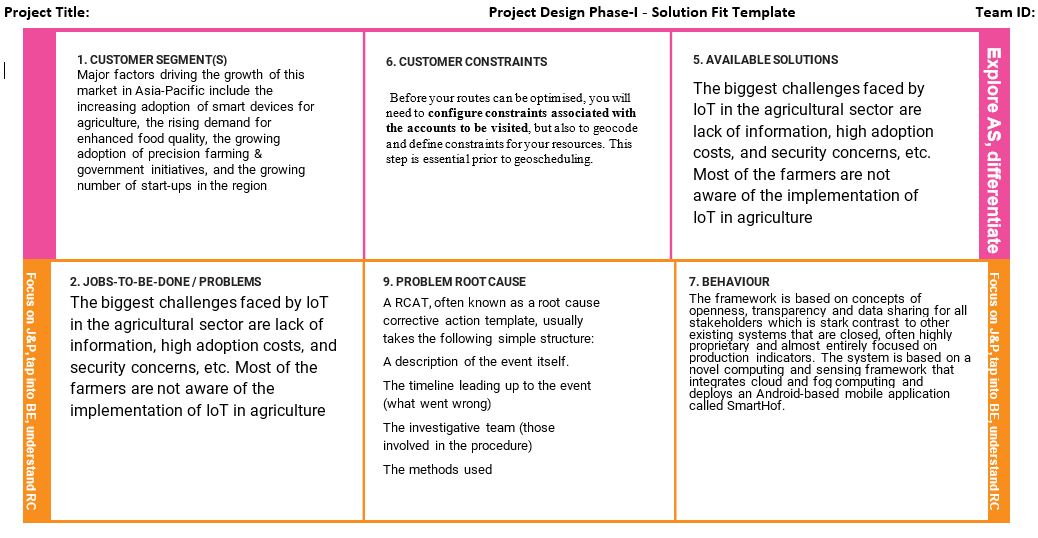 Project Title:
Project Design Phase-I - Solution Fit Template
Team ID:
1. CUSTOMER SEGMENT(S)
Major factors driving the growth of this
market in Asia-Pacific include the
increasing adoption of smart devices for
agriculture, the rising demand for
enhanced food quality, the growing
adoption of precision farming &
government initiatives, and the growing
number of start-ups in the region
6. CUSTOMER CONSTRAINTS
Before your routes can be optimised, you will
need to configure constraints associated with
the accounts to be visited, but also to geocode
and define constraints for your resources. This
step is essential prior to geoscheduling.
5. AVAILABLE SOLUTIONS
The biggest challenges faced by
IoT in the agricultural sector are
lack of information, high adoption
costs, and security concerns, etc.
Most of the farmers are not
aware of the implementation of
IoT in agriculture
Explore AS, differentiate
Focus on J&P, tap into BE, understand RC
2. JOBS-TO-BE-DONE / PROBLEMS
The biggest challenges faced by IoT
in the agricultural sector are lack of
information, high adoption costs, and
security concerns, etc. Most of the
farmers are not aware of the
implementation of IoT in agriculture
9. PROBLEM ROOT CAUSE
A RCAT, often known as a root cause
corrective action template, usually
takes the following simple structure:
A description of the event itself.
The timeline leading up to the event
(what went wrong)
The investigative team (those
involved in the procedure)
The methods used
7. BEHAVIOUR
The framework is based on concepts of
openness, transparency and data sharing for all
stakeholders which is stark contrast to other
existing systems that are closed, often highly
proprietary and almost entirely focused on
production indicators. The system is based on a
novel computing and sensing framework that
integrates cloud and fog computing and
deploys an Android-based mobile application
called SmartHof.
Focus on J&P, tap into BE, understand RC